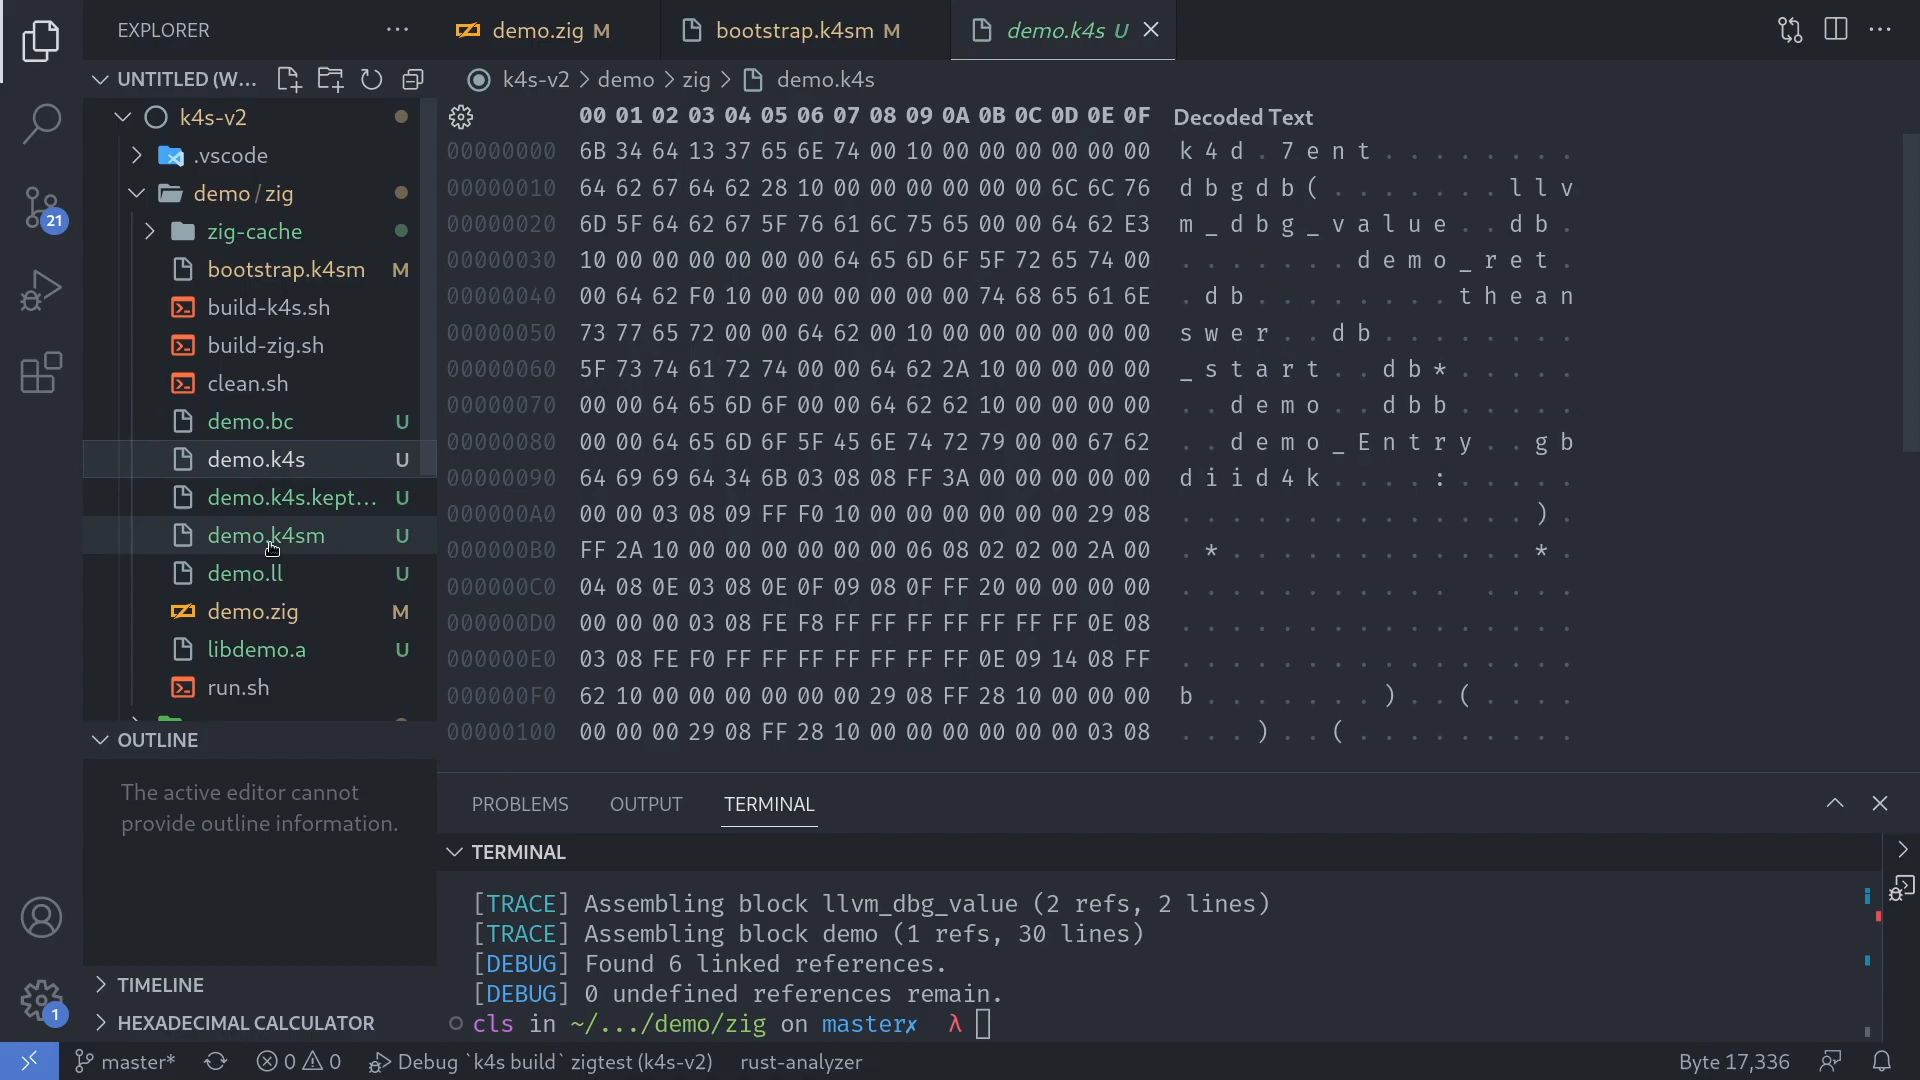 EXPLORER
UNTITLED (W...
k4s-v2
.vscode
demo / zig
zig-cache
bootstrap.k4sm M
build-k4s.sh
build-zig.sh
clean.sh
demo.bc U
demo.k4s U
demo.k4s.kept... U
demo.k4sm U
demo.ll U
demo.zig M
libdemo.a U
run.sh
OUTLINE
The active editor cannot
provide outline information.
TIMELINE
HEXADECIMAL CALCULATOR
21
1
demo.zig M
bootstrap.k4sm M
demo.k4s U
k4s-v2 > demo > zig > demo.k4s
00 01 02 03 04 05 06 07 08 09 0A 0B 0C 0D 0E 0F Decoded Text
00000000 6B 34 64 13 37 65 6E 74 00 10 00 00 00 00 00 00 k 4 d . 7 e n t . . . . . . . .
00000010 64 62 67 64 62 28 10 00 00 00 00 00 00 6C 6C 76 d b g d b ( . . . . . . . l l v
00000020 6D 5F 64 62 67 5F 76 61 6C 75 65 00 00 64 62 E3 m _ d b g _ v a l u e . . d b .
00000030 10 00 00 00 00 00 00 64 65 6D 6F 5F 72 65 74 00 . . . . . . . d e m o _ r e t .
00000040 00 64 62 F0 10 00 00 00 00 00 00 74 68 65 61 6E . d b . . . . . . . . t h e a n
00000050 73 77 65 72 00 00 64 62 00 10 00 00 00 00 00 00 s w e r . . d b . . . . . . . .
00000060 5F 73 74 61 72 74 00 00 64 62 2A 10 00 00 00 00 _ s t a r t . . d b * . . . . .
00000070 00 00 64 65 6D 6F 00 00 64 62 62 10 00 00 00 00 . . d e m o . . d b b . . . . .
00000080 00 00 64 65 6D 6F 5F 45 6E 74 72 79 00 00 67 62 . . d e m o _ E n t r y . . g b
00000090 64 69 69 64 34 6B 03 08 08 FF 3A 00 00 00 00 00 d i i d 4 k . . . . : . . . . .
000000A0 00 00 03 08 09 FF F0 10 00 00 00 00 00 00 29 08 . . . . . . . . . . . . . . ) .
000000B0 FF 2A 10 00 00 00 00 00 00 06 08 02 02 00 2A 00 . * . . . . . . . . . . . . * .
000000C0 04 08 0E 03 08 0E 0F 09 08 0F FF 20 00 00 00 00 . . . . . . . . . . .   . . . .
000000D0 00 00 00 03 08 FE F8 FF FF FF FF FF FF FF 0E 08 . . . . . . . . . . . . . . . .
000000E0 03 08 FE F0 FF FF FF FF FF FF FF 0E 09 14 08 FF . . . . . . . . . . . . . . . .
000000F0 62 10 00 00 00 00 00 00 29 08 FF 28 10 00 00 00 b . . . . . . . ) . . ( . . . .
00000100 00 00 00 29 08 FF 28 10 00 00 00 00 00 00 03 08 . . . ) . . ( . . . . . . . . .
PROBLEMS OUTPUT TERMINAL
TERMINAL
[TRACE] Assembling block llvm_dbg_value (2 refs, 2 lines)
[TRACE] Assembling block demo (1 refs, 30 lines)
[DEBUG] Found 6 linked references.
[DEBUG] 0 undefined references remain.
cls in ~/.../demo/zig on master✗ λ
master* 0 0 Debug `k4s build` zigtest (k4s-v2) rust-analyzer Byte 17,336